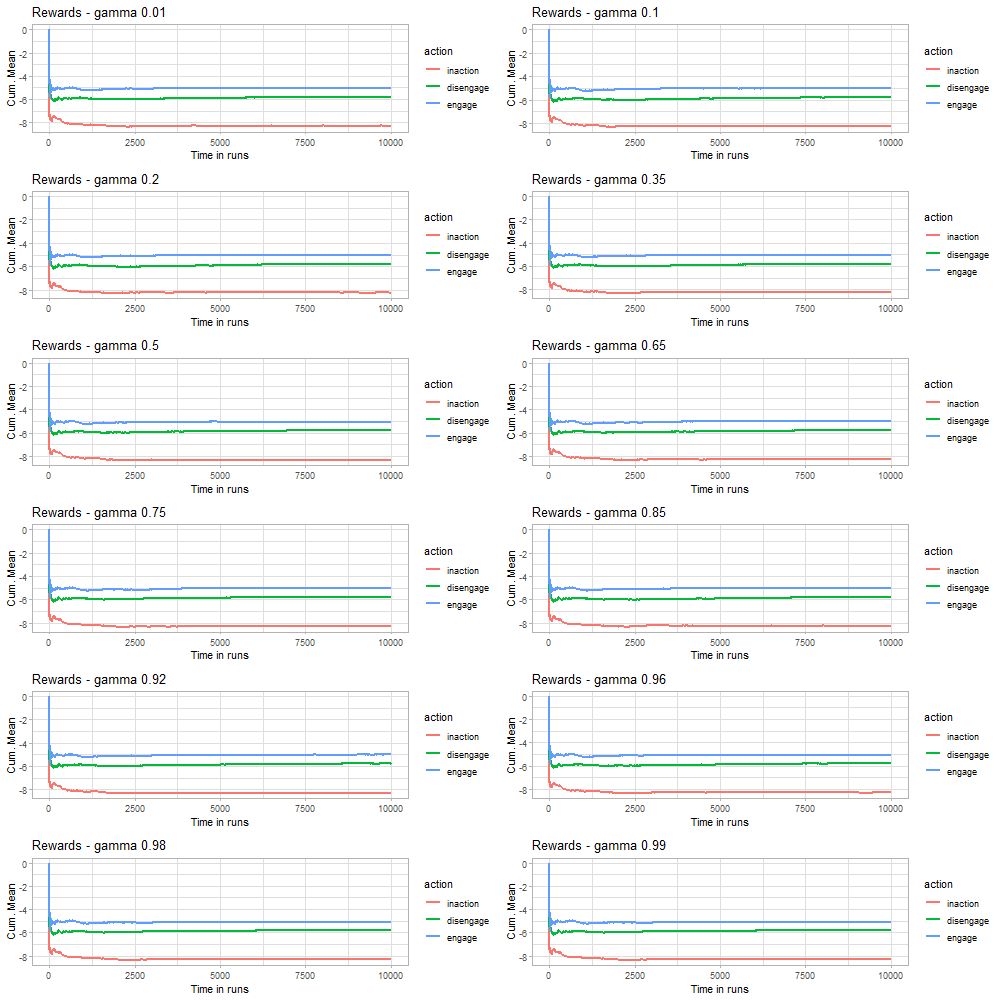 Rewards - gamma 0.01
Cum. Mean
0
-2
-4
-6
-8
0 2500 5000 7500 10000
Time in runs
action
inaction
disengage
engage
Rewards - gamma 0.1
Cum. Mean
0
-2
-4
-6
-8
0 2500 5000 7500 10000
Time in runs
action
inaction
disengage
engage
Rewards - gamma 0.2
Cum. Mean
0
-2
-4
-6
-8
0 2500 5000 7500 10000
Time in runs
action
inaction
disengage
engage
Rewards - gamma 0.35
Cum. Mean
0
-2
-4
-6
-8
0 2500 5000 7500 10000
Time in runs
action
inaction
disengage
engage
Rewards - gamma 0.5
Cum. Mean
0
-2
-4
-6
-8
0 2500 5000 7500 10000
Time in runs
action
inaction
disengage
engage
Rewards - gamma 0.65
Cum. Mean
0
-2
-4
-6
-8
0 2500 5000 7500 10000
Time in runs
action
inaction
disengage
engage
Rewards - gamma 0.75
Cum. Mean
0
-2
-4
-6
-8
0 2500 5000 7500 10000
Time in runs
action
inaction
disengage
engage
Rewards - gamma 0.85
Cum. Mean
0
-2
-4
-6
-8
0 2500 5000 7500 10000
Time in runs
action
inaction
disengage
engage
Rewards - gamma 0.92
Cum. Mean
0
-2
-4
-6
-8
0 2500 5000 7500 10000
Time in runs
action
inaction
disengage
engage
Rewards - gamma 0.96
Cum. Mean
0
-2
-4
-6
-8
0 2500 5000 7500 10000
Time in runs
action
inaction
disengage
engage
Rewards - gamma 0.98
Cum. Mean
0
-2
-4
-6
-8
0 2500 5000 7500 10000
Time in runs
action
inaction
disengage
engage
Rewards - gamma 0.99
Cum. Mean
0
-2
-4
-6
-8
0 2500 5000 7500 10000
Time in runs
action
inaction
disengage
engage